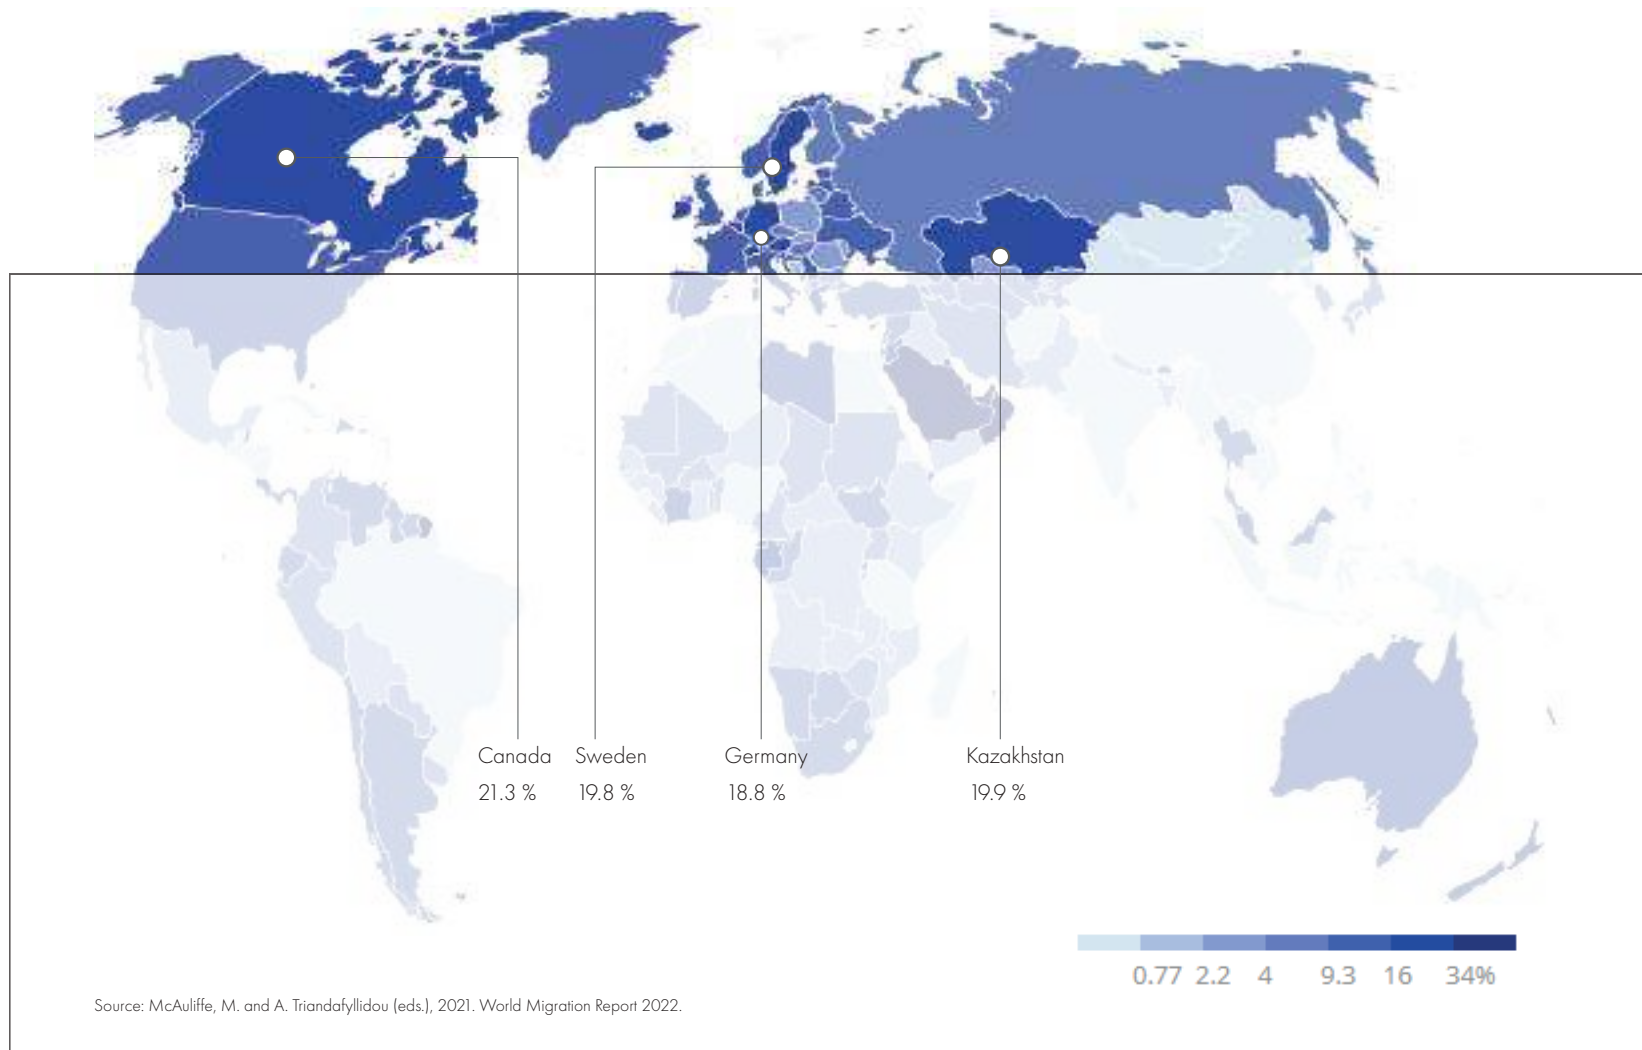 Canada Sweden Germany Kazakhstan
21.3 % 19.8 % 18.8 % 19.9 %
0.77 2.2 4 9.3 16 34%
Source: McAuliffe, M. and A. Triandafyllidou (eds.), 2021. World Migration Report 2022.